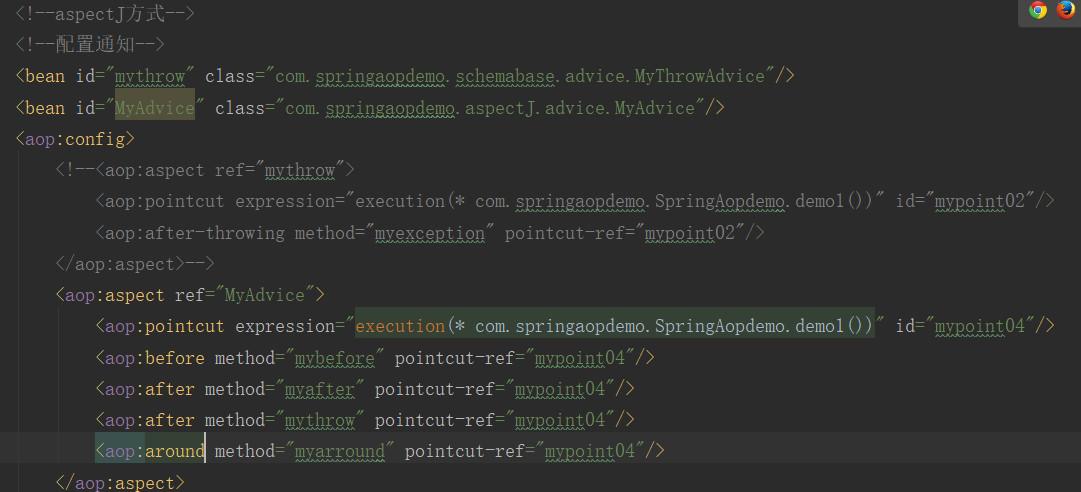 <!--aspectJ方式-->
<!--配置通知-->
<bean id="mythrow" class="com.springaopdemo.schemabase.advice.MyThrowAdvice"/>
<bean id="MyAdvice" class="com.springaopdemo.aspectJ.advice.MyAdvice"/>
<aop:config>
<!--<aop:aspect ref="mythrow">
<aop:pointcut expression="execution(* com.springaopdemo.SpringAopdemo.demo1())" id="mypoint02"/>
<aop:after-throwing method="myexception" pointcut-ref="mypoint02"/>
</aop:aspect>-->
<aop:aspect ref="MyAdvice">
<aop:pointcut expression="execution(* com.springaopdemo.SpringAopdemo.demo1())" id="mypoint04"/>
<aop:before method="mybefore" pointcut-ref="mypoint04"/>
<aop:after method="myafter" pointcut-ref="mypoint04"/>
<aop:after method="mythrow" pointcut-ref="mypoint04"/>
<aop:around method="myarround" pointcut-ref="mypoint04"/>
</aop:aspect>